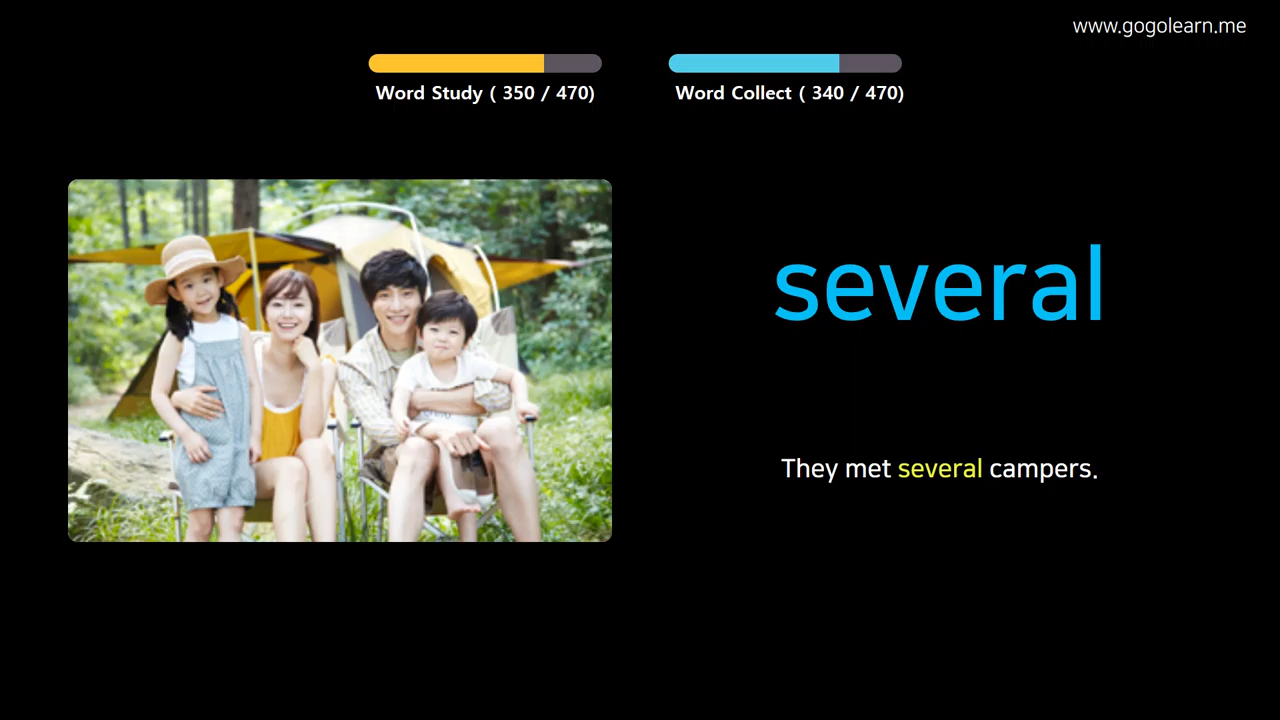 www.gogolearn.me
Word Study ( 350 / 470)
Word Collect ( 340 / 470)
several
They met several campers.